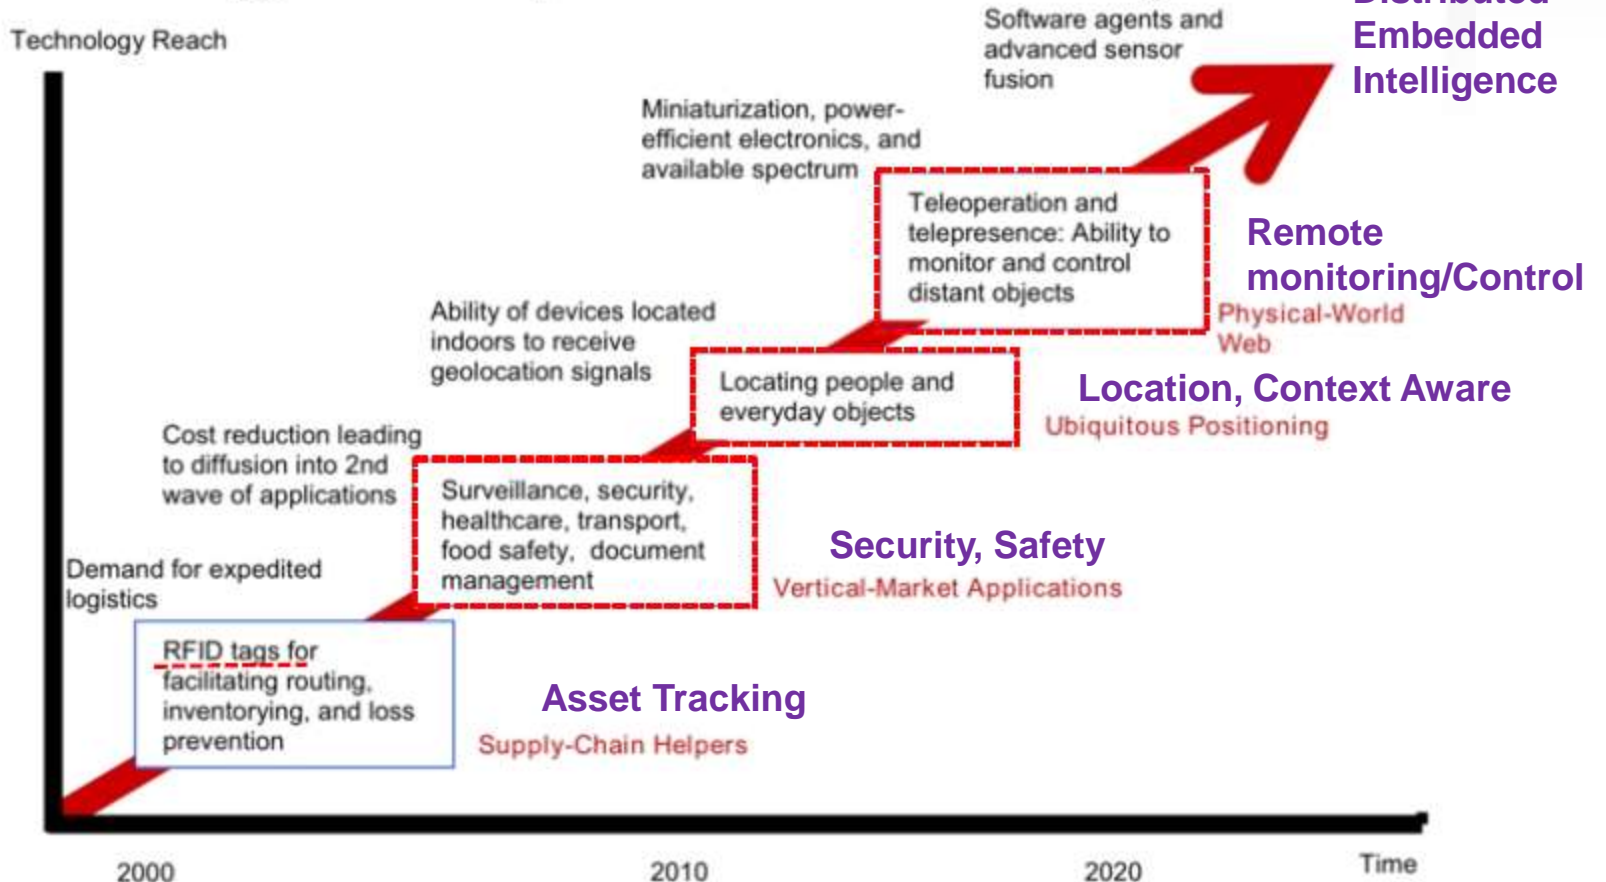 Distributed
Embedded
Intelligence
Software agents and
advanced sensor
fusion
Technology Reach
Miniaturization, power-
efficient electronics, and
available spectrum
Teleoperation and
telepresence: Ability to
monitor and control
distant objects
Remote
monitoring/Control
Physical-World
Web
Ability of devices located
indoors to receive
geolocation signals
Locating people and
everyday objects
Location, Context Aware
Ubiquitous Positioning
Cost reduction leading
to diffusion into 2nd
wave of applications
Surveillance, security,
healthcare, transport,
food safety, document
management
Security, Safety
Vertical-Market Applications
Demand for expedited
logistics
RFID tags for
facilitating routing,
inventorying, and loss
prevention
Asset Tracking
Supply-Chain Helpers
2000
2010
2020
Time